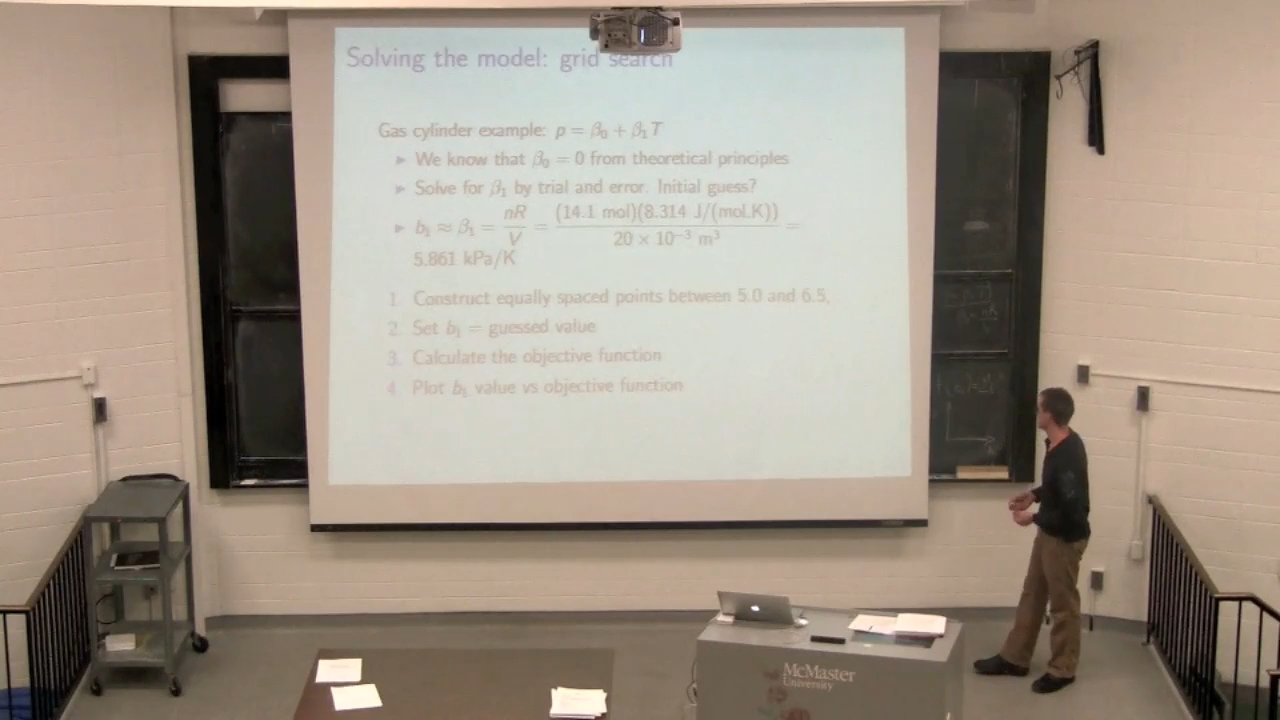 Solving the model: grid search
Gas cylinder example: p = β₀ + β₁T
► We know that β₀ = 0 from theoretical principles
► Solve for β₁ by trial and error. Initial guess?
► b₁ ≈ β₁ = nR/V = (14.1 mol)(8.314 J/(mol.K))/20 × 10⁻³ m³ =
5.861 kPa/K
1. Construct equally spaced points between 5.0 and 6.5,
2. Set b₁ = guessed value
3. Calculate the objective function
4. Plot b₁ value vs objective function
McMaster
University